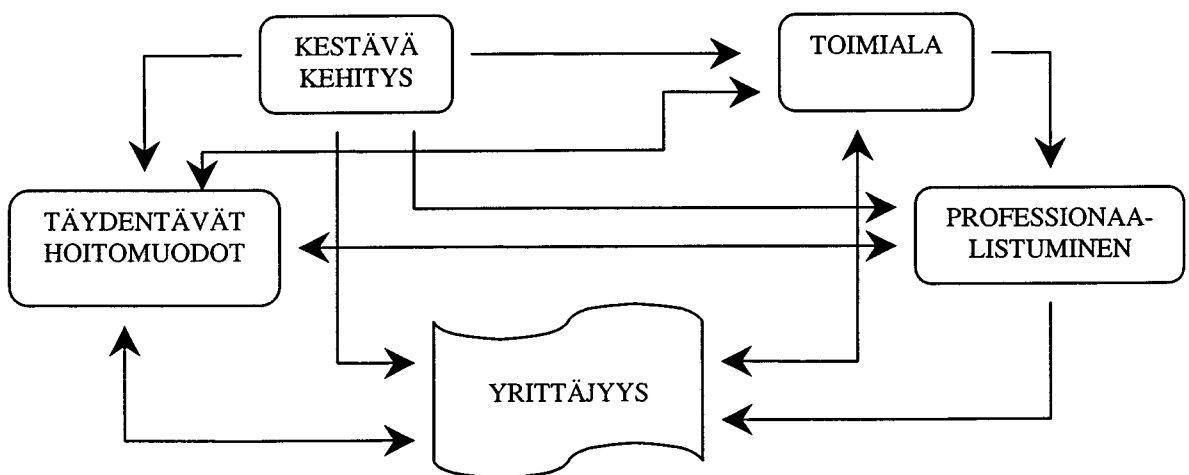 KESTÄVÄ
KEHITYS
TOIMIALA
TÄYDENTÄVÄT
HOITOMUODOT
PROFESSIONAA-
LISTUMINEN
YRITTÄJYYS